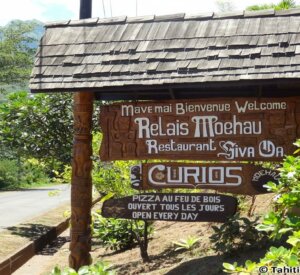 Mave mai Bienvenue Welcome
Relais Moehau
Restaurant Hiva Oa
CURIOS
PIZZA AU FEU DE BOIS
OUVERT TOUS LES JOURS
OPEN EVERY DAY
© Tahiti